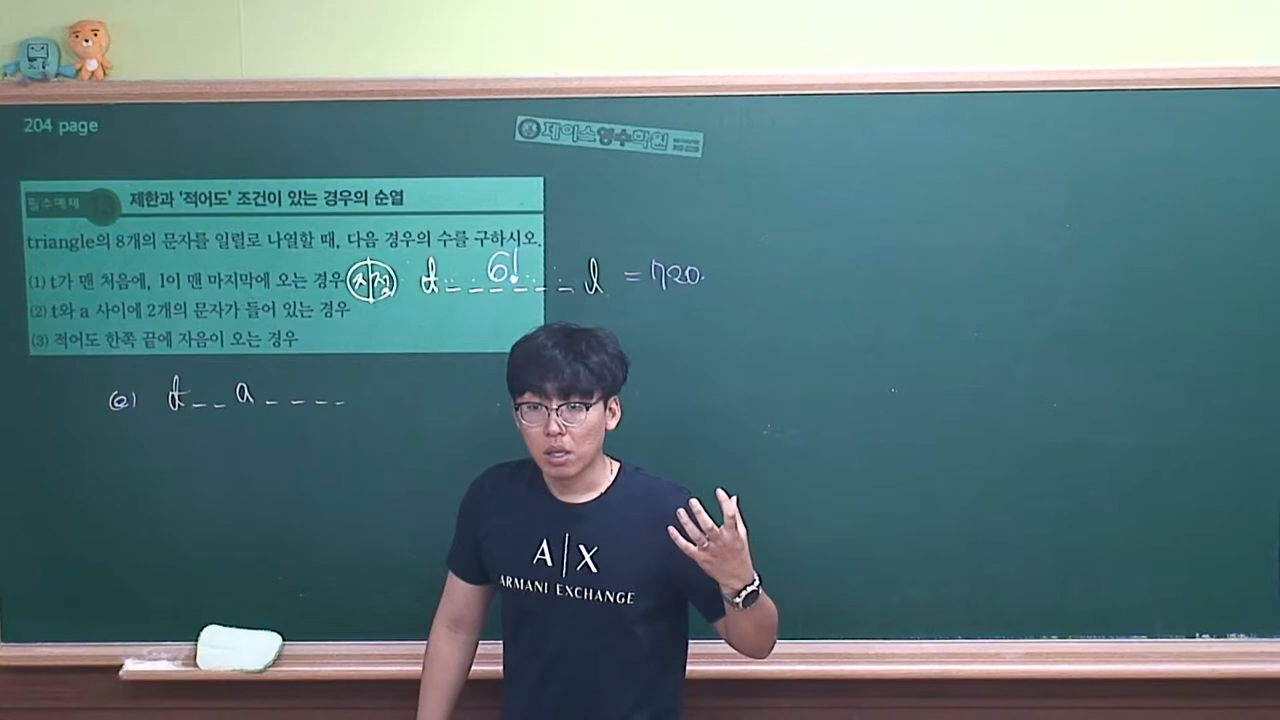 204 page
제이스영수학원
필수예제
제한과 '적어도' 조건이 있는 경우의 순열
triangle의 8개의 문자를 일렬로 나열할 때, 다음 경우의 수를 구하시오.
(1) t가 맨 처음에, l이 맨 마지막에 오는 경우 지정 t _ _ _ _ _ _ l 6! = 720.
(2) t와 a 사이에 2개의 문자가 들어 있는 경우
(3) 적어도 한쪽 끝에 자음이 오는 경우
(2) t _ _ a _ _ _ _
A|X
ARMANI EXCHANGE